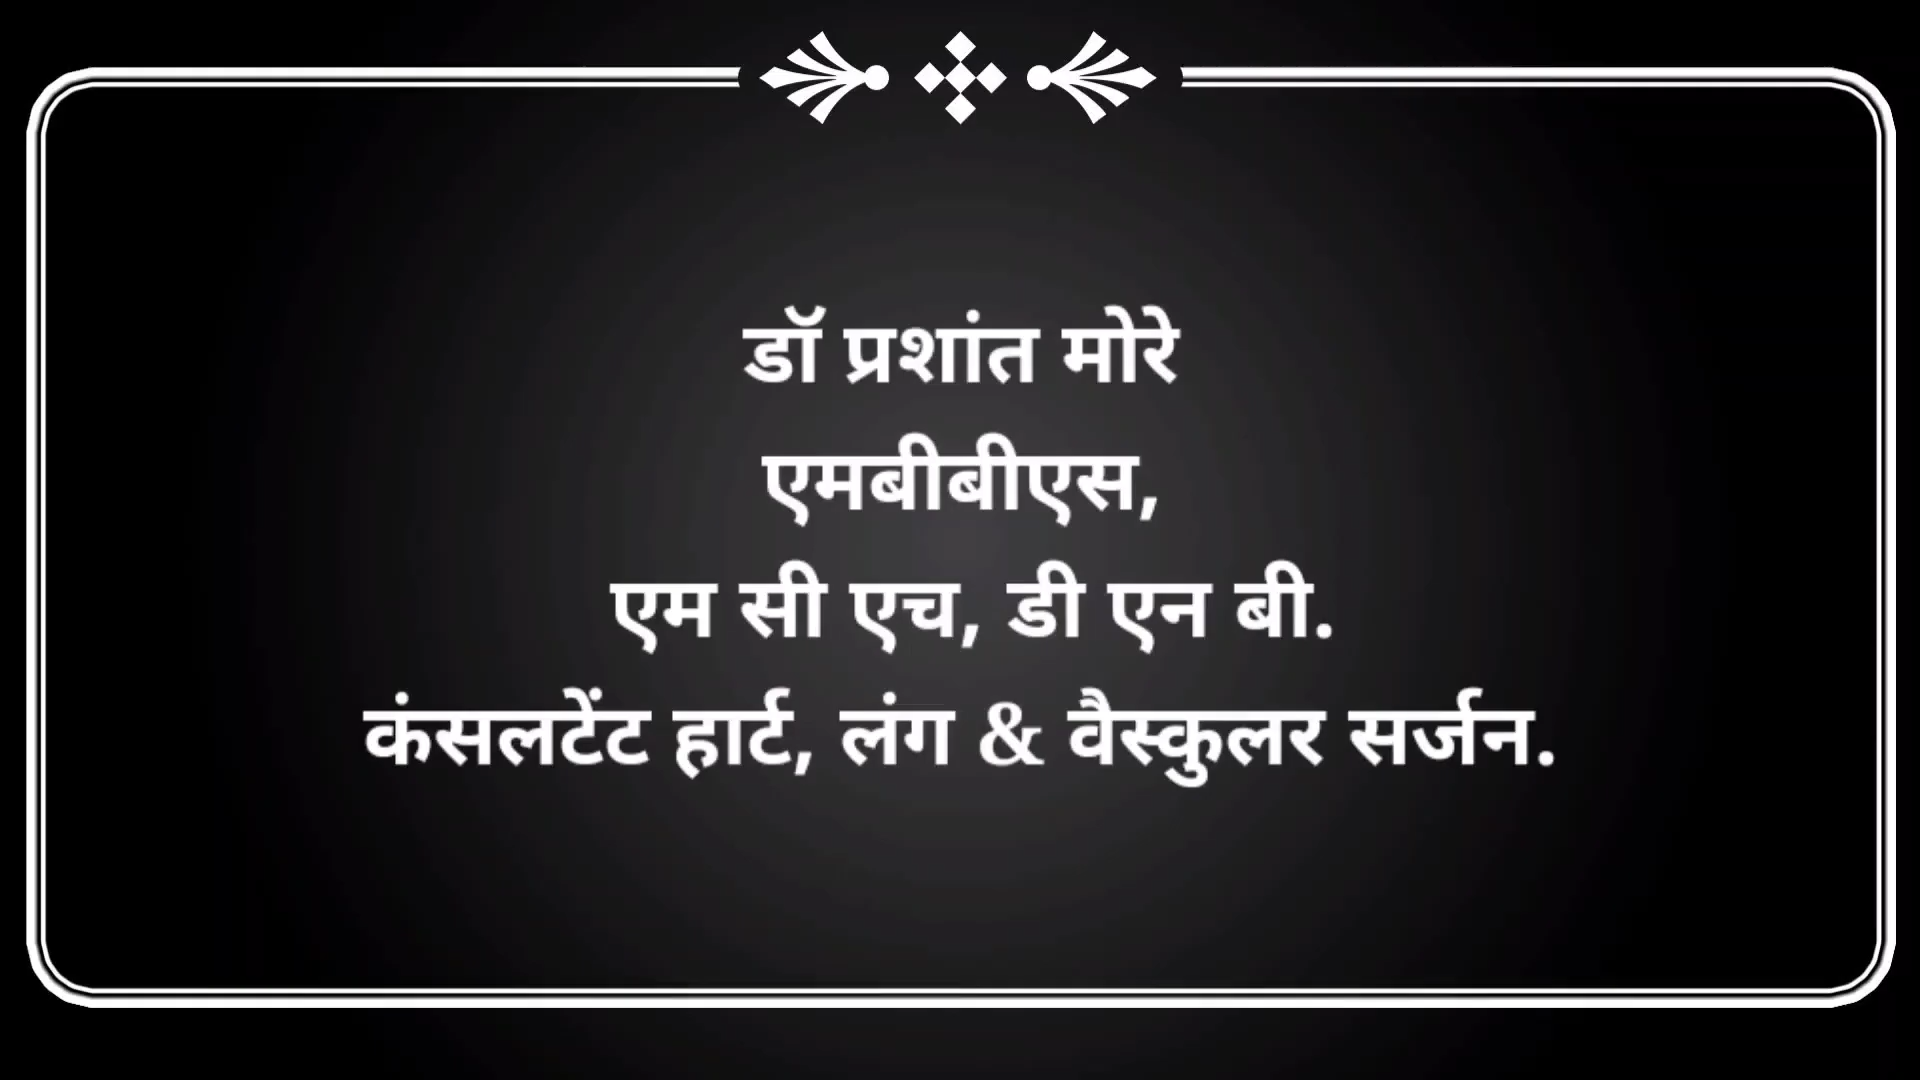 डॉ प्रशांत मोरे
एमबीबीएस,
एम सी एच, डी एन बी.
कंसलटेंट हार्ट, लंग & वैस्कुलर सर्जन.